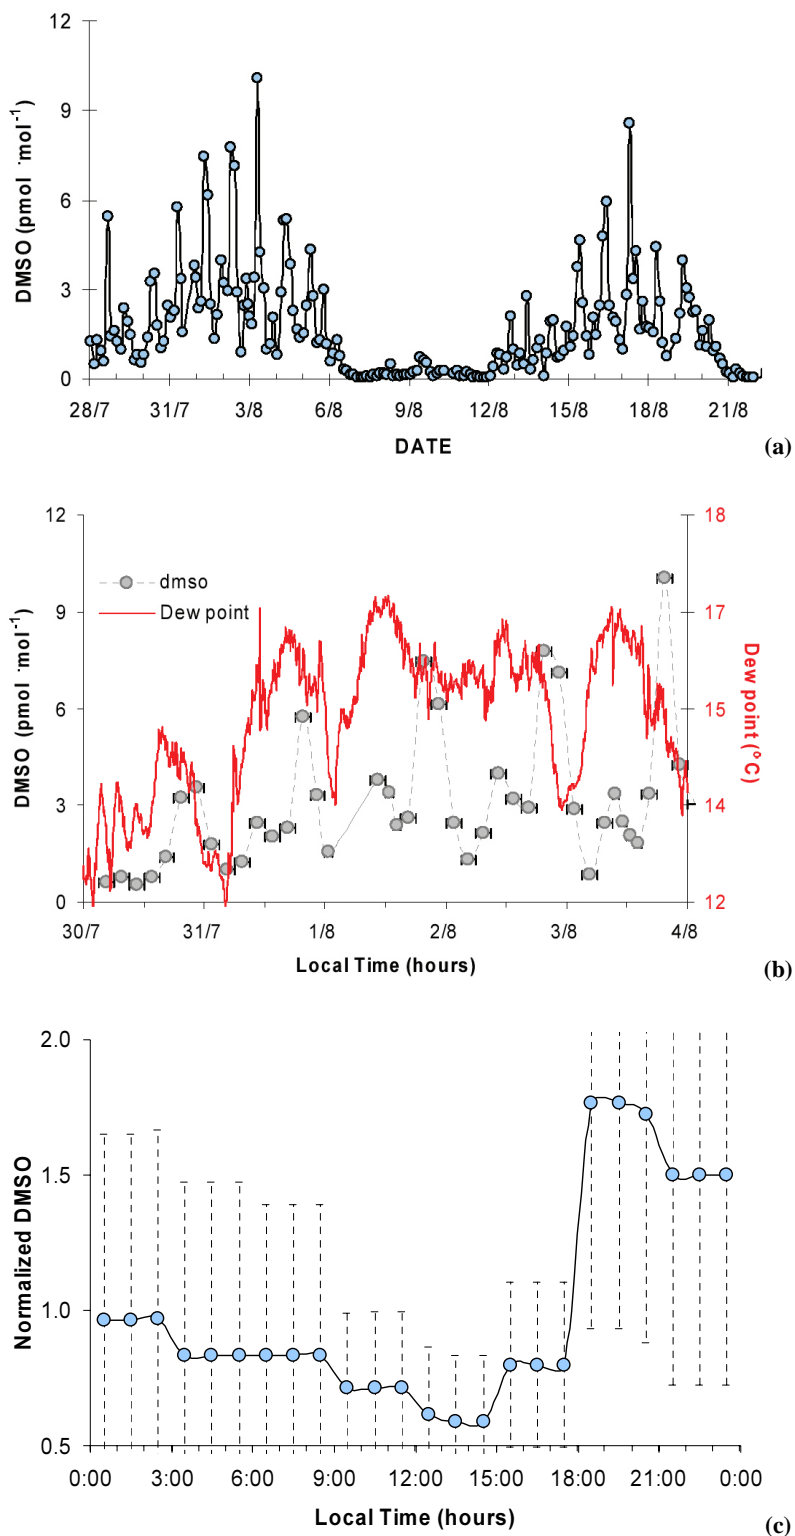 12
9
6
3
0
DMSO (pmol mol⁻¹)
28/7 31/7 3/8 6/8 9/8 12/8 15/8 18/8 21/8
DATE
(a)
12
9
6
3
0
DMSO (pmol mol⁻¹)
dmso
Dew point
18
17
15
14
12
Dew point (°C)
30/7 31/7 1/8 2/8 3/8 4/8
Local Time (hours)
(b)
2.0
1.5
1.0
0.5
Normalized DMSO
0:00 3:00 6:00 9:00 12:00 15:00 18:00 21:00 0:00
Local Time (hours)
(c)